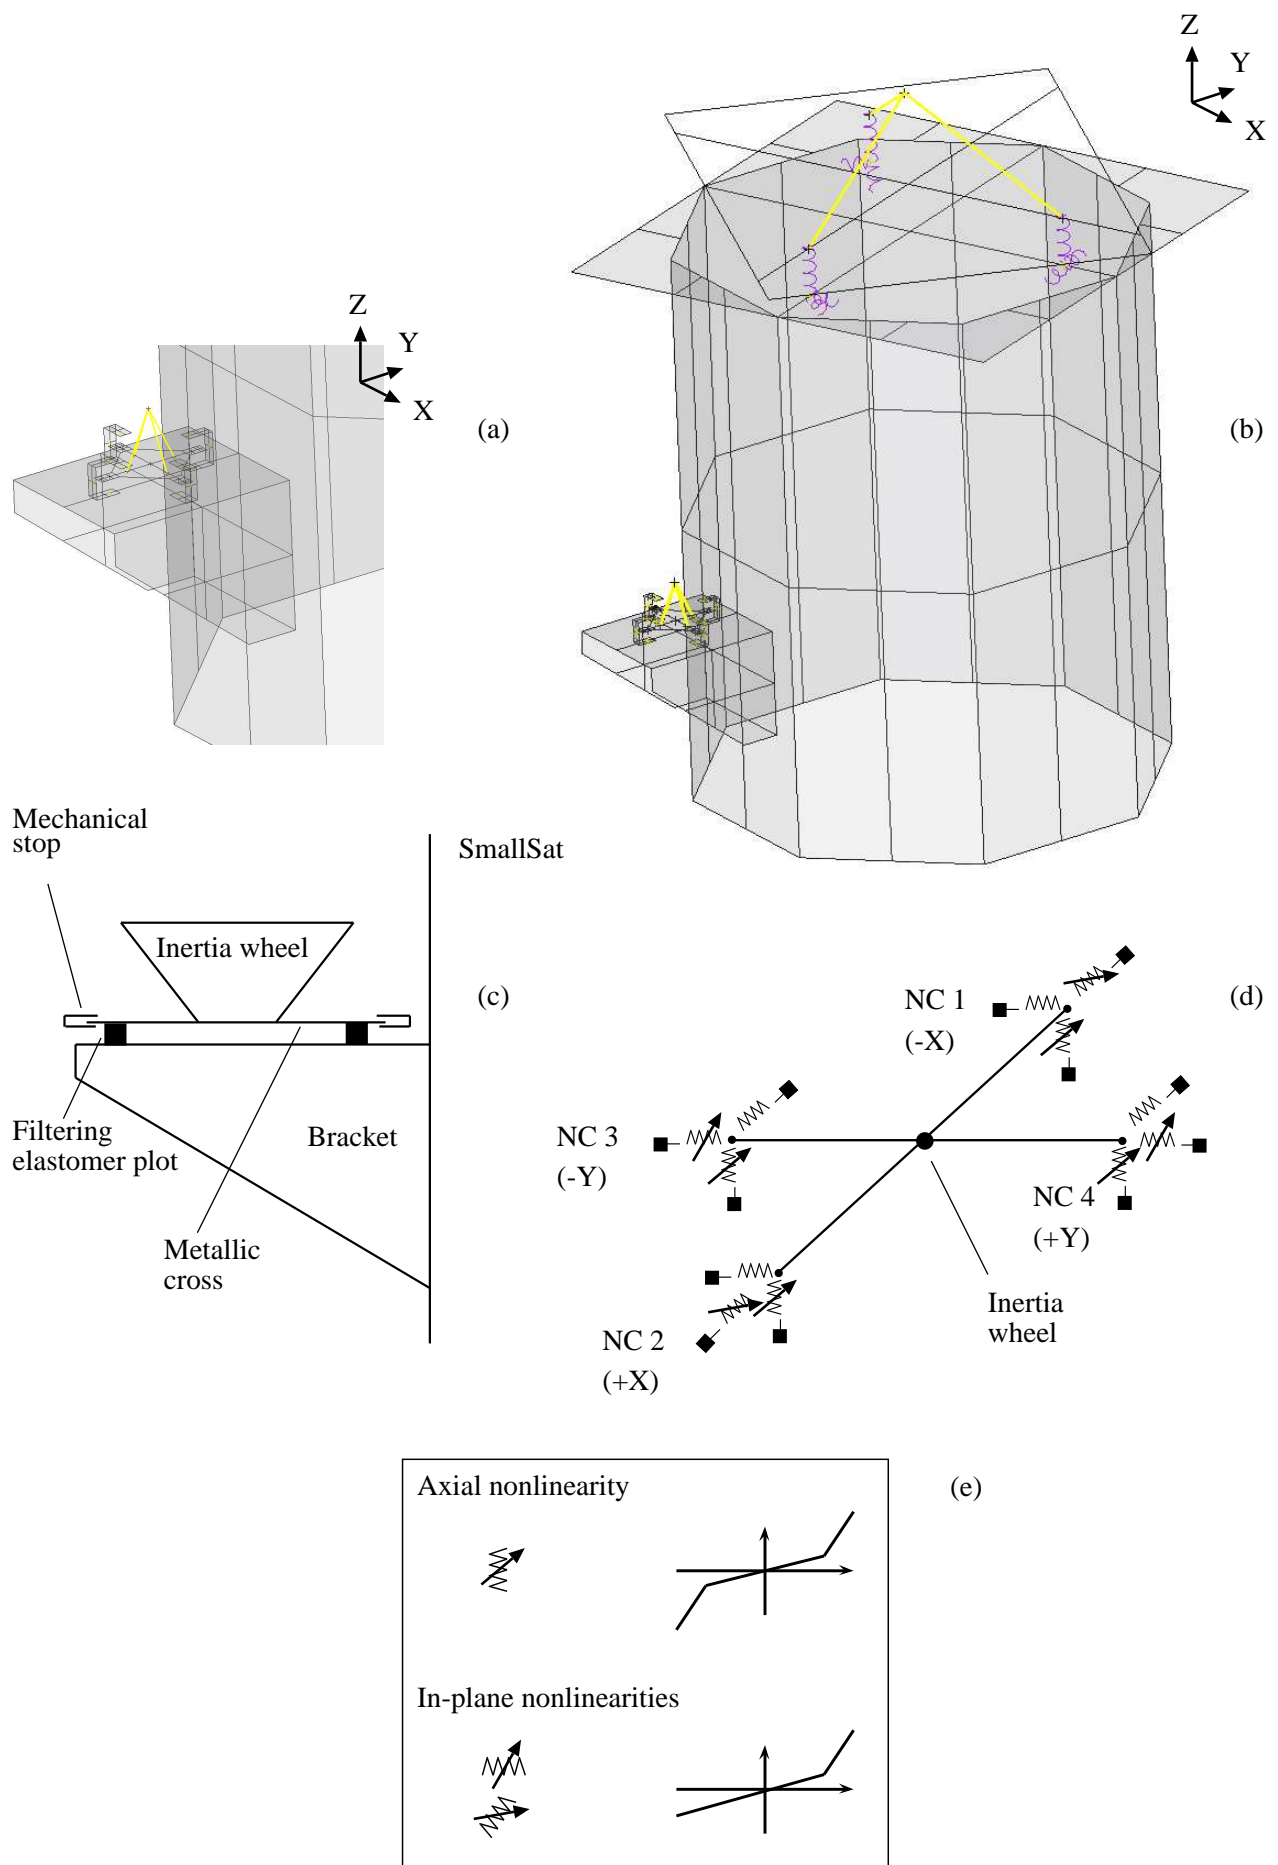 Z
Y
X
Z
Y
X
(a)
(b)
Mechanical
stop
SmallSat
Inertia wheel
(c)
Filtering
elastomer plot
Bracket
Metallic
cross
NC 1
(-X)
(d)
NC 3
(-Y)
NC 4
(+Y)
NC 2
(+X)
Inertia
wheel
Axial nonlinearity
(e)
In-plane nonlinearities